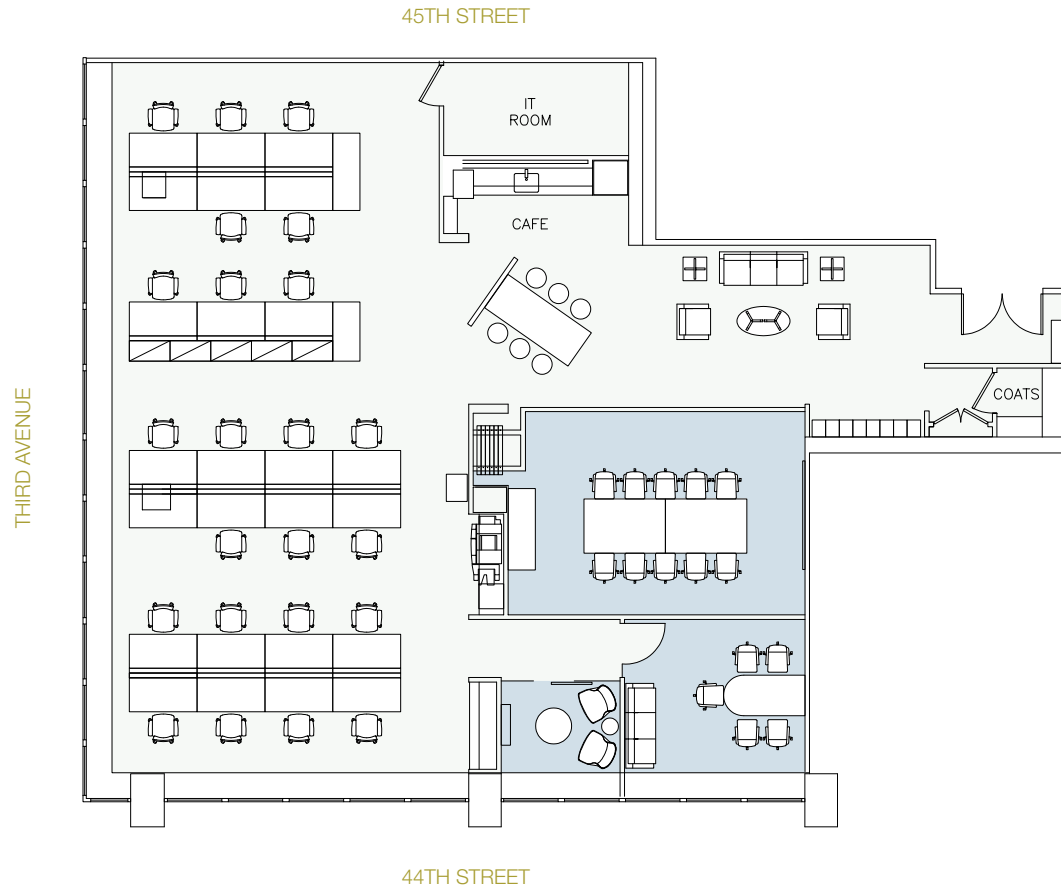 45TH STREET
IT
ROOM
CAFE
COATS
THIRD AVENUE
44TH STREET